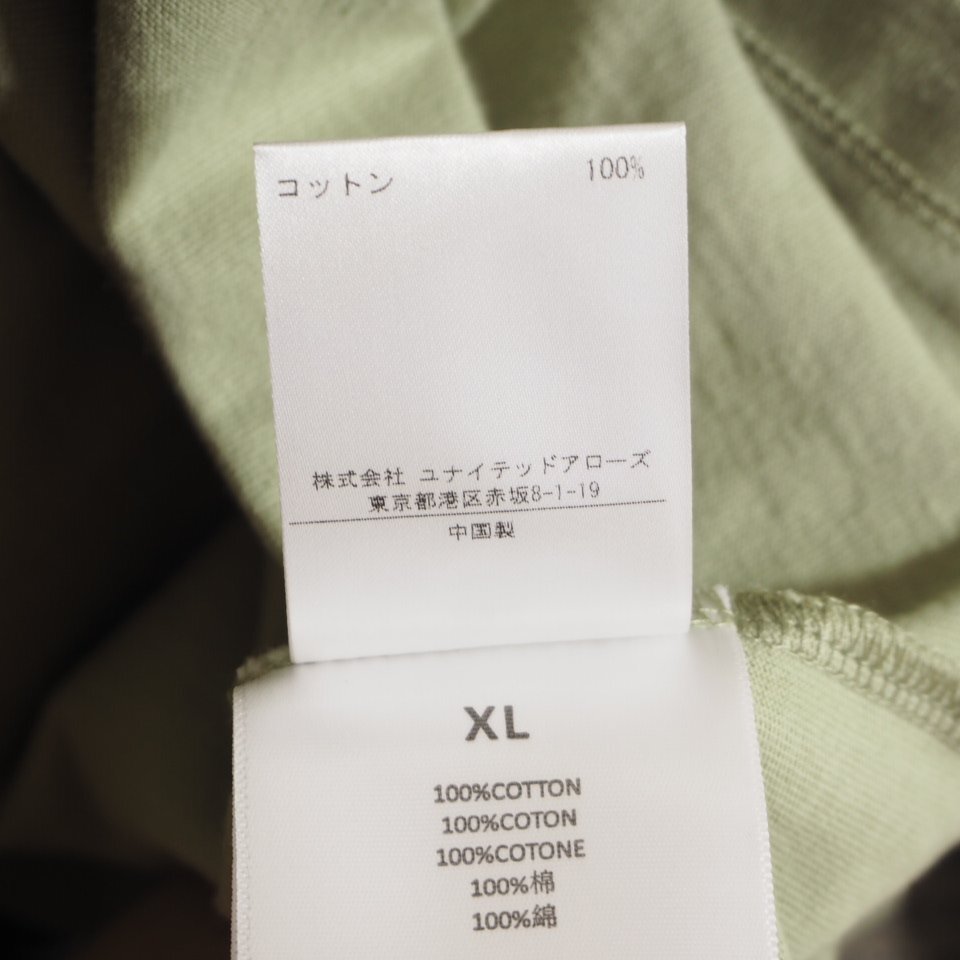 コットン 100%
株式会社 ユナイテッドアローズ
東京都港区赤坂8-1-19
中国製
XL
100%COTTON
100%COTON
100%COTONE
100%棉
100%綿